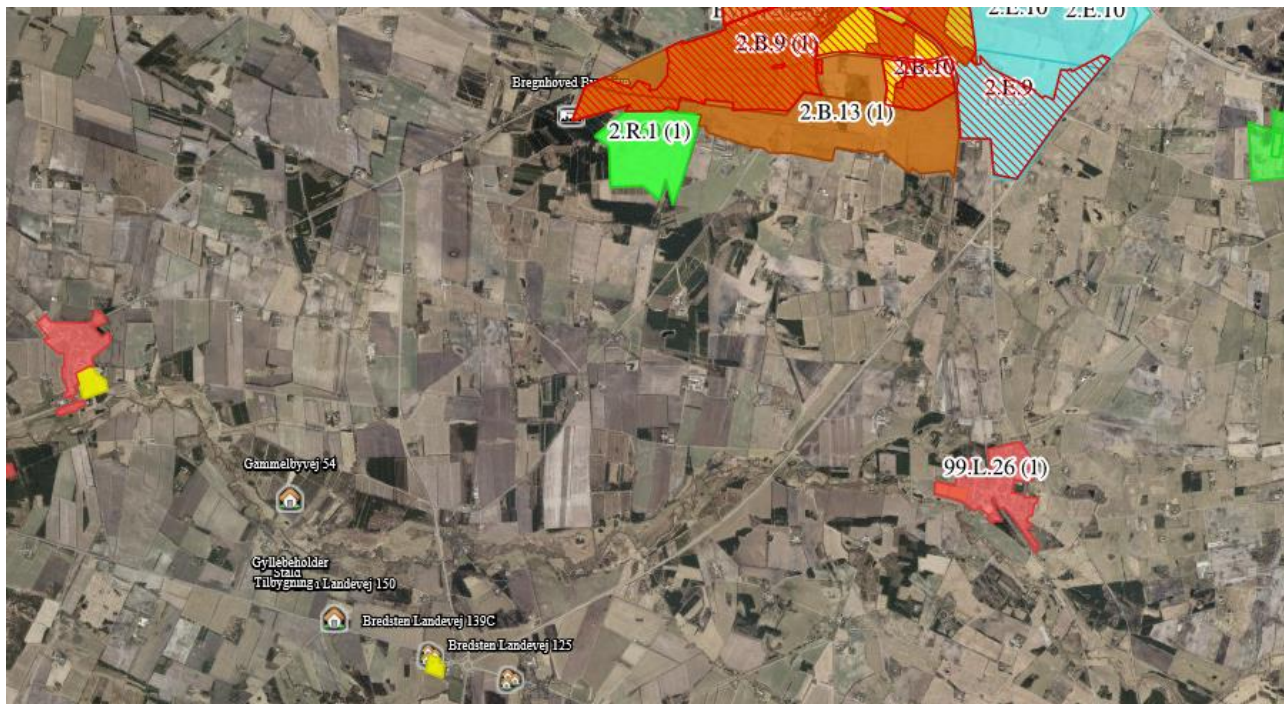 2.E.10
2.E.10
2.B.9 (1)
2.B.10
2.E.9
Bregnhoved
2.B.13 (1)
2.R.1 (1)
99.L.26 (1)
Gammelbyvej 54
Gyllebeholder
Stald
Tilbygning
Landevej 150
Bredsten Landevej 139C
Bredsten Landevej 125